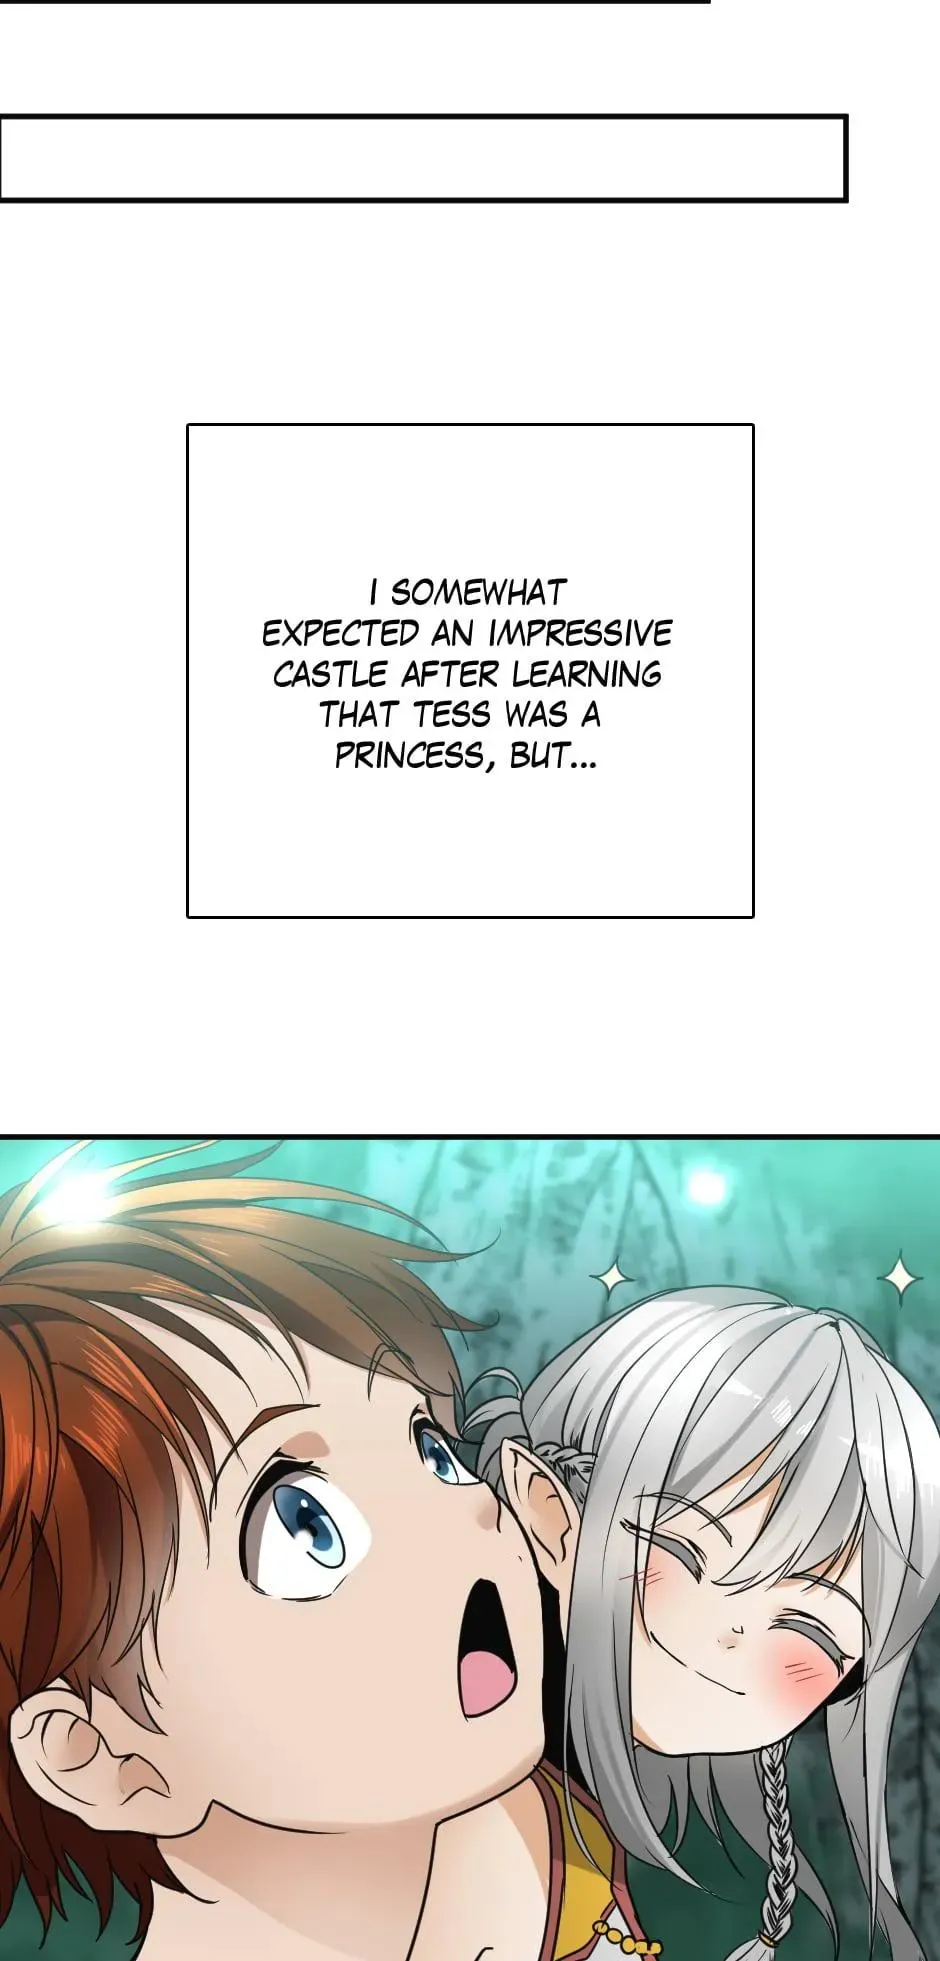 I SOMEWHAT
EXPECTED AN IMPRESSIVE
CASTLE AFTER LEARNING
THAT TESS WAS A
PRINCESS, BUT...